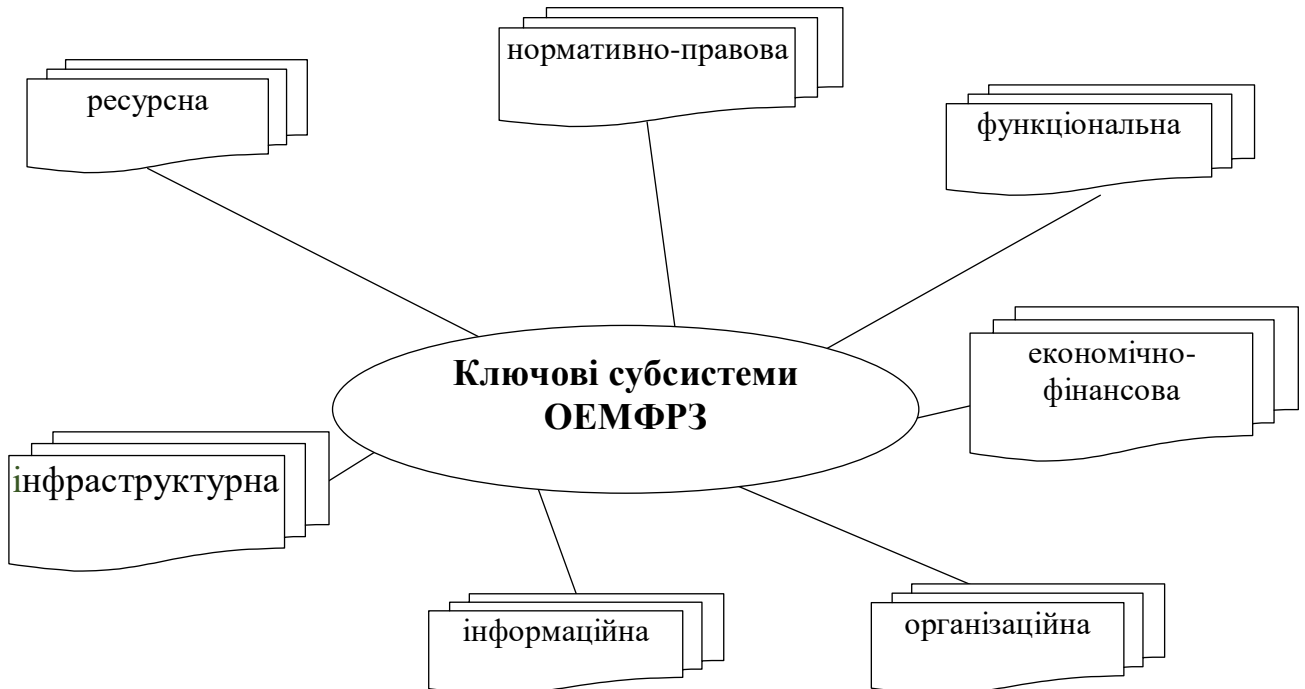 нормативно-правова
ресурсна
функціональна
Ключові субсистеми
ОЕМФРЗ
економічно-
фінансова
інфраструктурна
інформаційна
організаційна